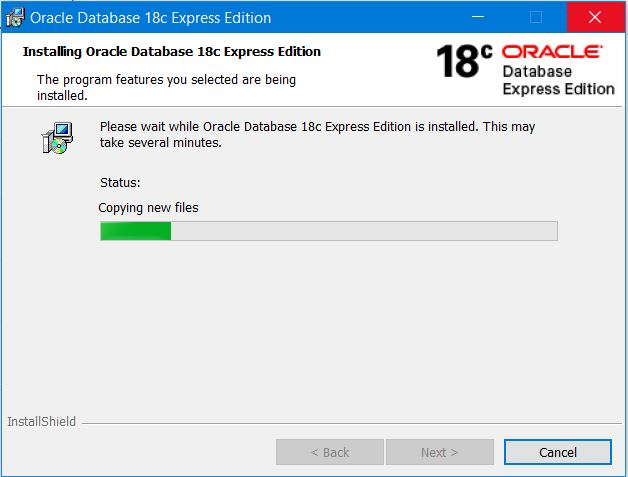 Oracle Database 18c Express Edition
Installing Oracle Database 18c Express Edition
The program features you selected are being
installed.
18c ORACLE
Database
Express Edition
Please wait while Oracle Database 18c Express Edition is installed. This may
take several minutes.
Status:
Copying new files
InstallShield
< Back
Next >
Cancel